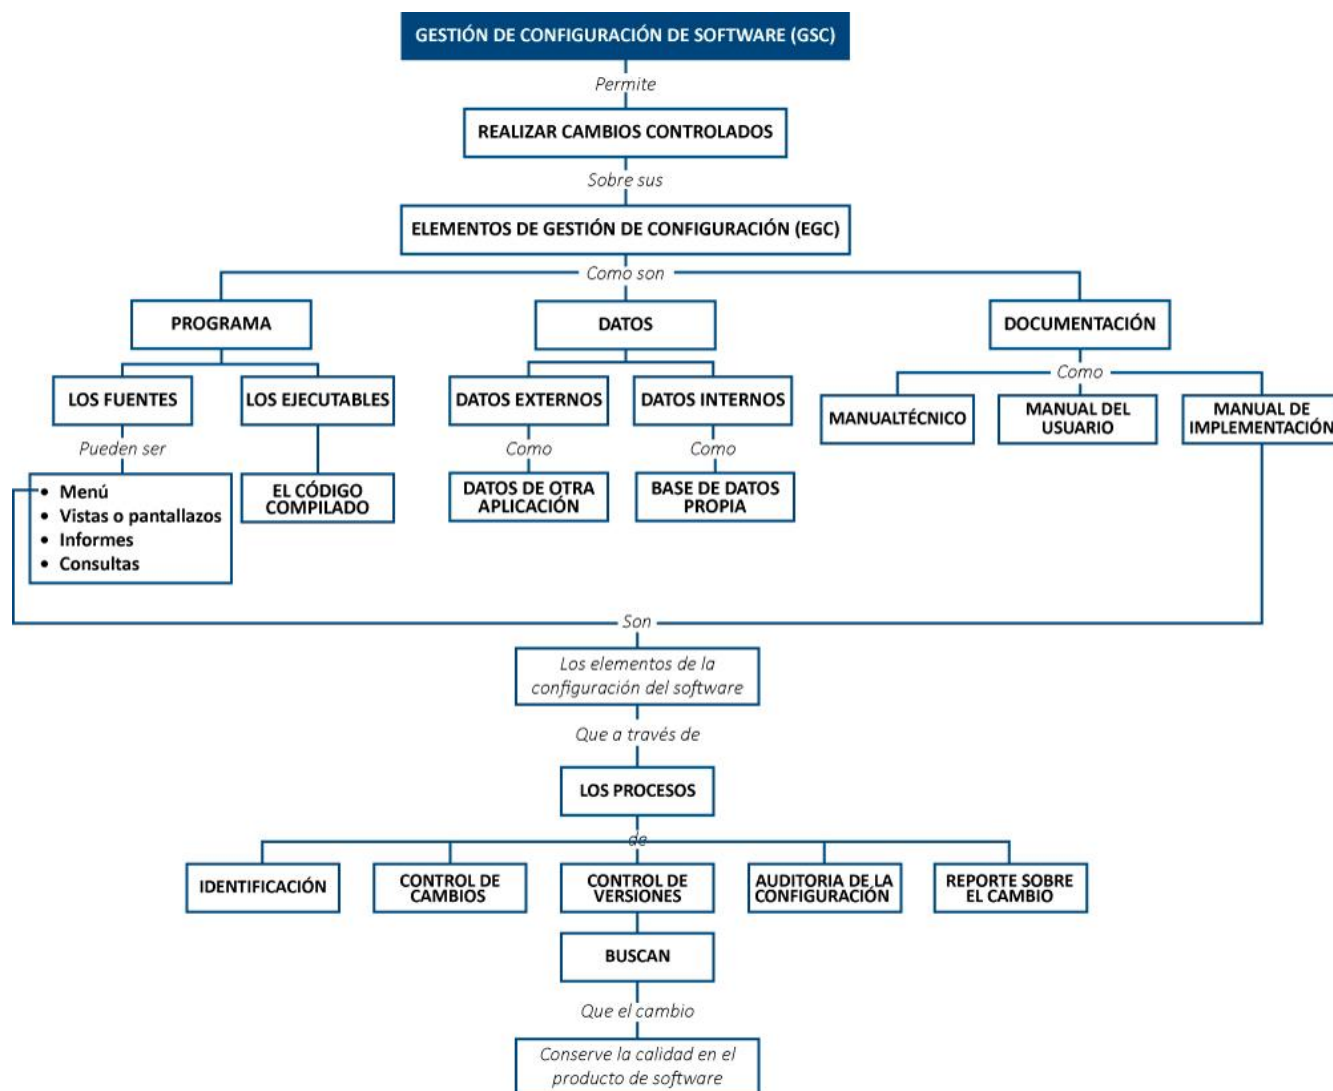 GESTIÓN DE CONFIGURACIÓN DE SOFTWARE (GSC)
Permite
REALIZAR CAMBIOS CONTROLADOS
Sobre sus
ELEMENTOS DE GESTIÓN DE CONFIGURACIÓN (EGC)
Como son
PROGRAMA
DATOS
DOCUMENTACIÓN
LOS FUENTES
LOS EJECUTABLES
DATOS EXTERNOS
DATOS INTERNOS
Como
MANUALTÉCNICO
MANUAL DEL
USUARIO
MANUAL DE
IMPLEMENTACIÓN
Pueden ser
Como
Como
• Menú
• Vistas o pantallazos
• Informes
• Consultas
EL CÓDIGO
COMPILADO
DATOS DE OTRA
APLICACIÓN
BASE DE DATOS
PROPIA
Son
Los elementos de la
configuración del software
Que a través de
LOS PROCESOS
de
IDENTIFICACIÓN
CONTROL DE
CAMBIOS
CONTROL DE
VERSIONES
AUDITORIA DE LA
CONFIGURACIÓN
REPORTE SOBRE
EL CAMBIO
BUSCAN
Que el cambio
Conserve la calidad en el
producto de software